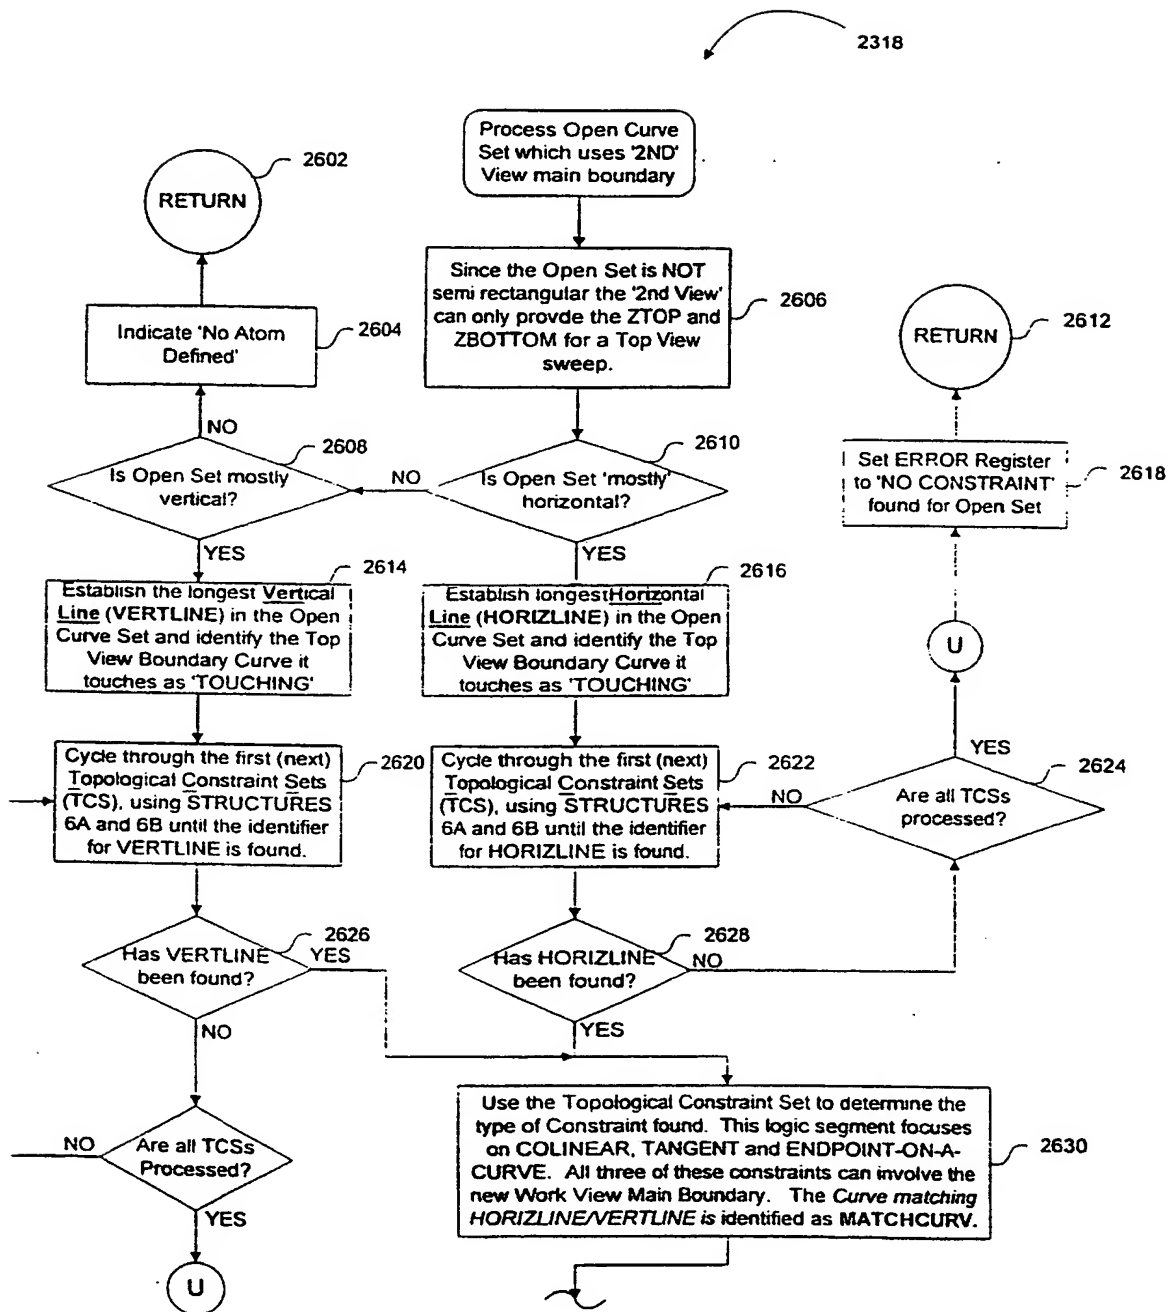 2318
Process Open Curve
Set which uses '2ND'
View main boundary
2602
RETURN
Since the Open Set is NOT
semi rectangular the '2nd View'
can only provde the ZTOP and
ZBOTTOM for a Top View
sweep.
2606
Indicate 'No Atom
Defined'
2604
RETURN
2612
NO
2608
Is Open Set mostly
vertical?
NO
2610
Is Open Set 'mostly'
horizontal?
Set ERROR Register
to 'NO CONSTRAINT'
found for Open Set
2618
YES
YES
2614
Establish the longest Vertical
Line (VERTLINE) in the Open
Curve Set and identify the Top
View Boundary Curve it
touches as 'TOUCHING'
2616
Establish longest Horizontal
Line (HORIZLINE) in the Open
Curve Set and identify the Top
View Boundary Curve it
touches as 'TOUCHING'
U
Cycle through the first (next)
Topological Constraint Sets
(TCS), using STRUCTURES
6A and 6B until the identifier
for VERTLINE is found.
2620
Cycle through the first (next)
Topological Constraint Sets
(TCS), using STRUCTURES
6A and 6B until the identifier
for HORIZLINE is found.
2622
YES
2624
NO
Are all TCSs
processed?
2626
Has VERTLINE
been found?
YES
2628
Has HORIZLINE
been found?
NO
NO
YES
NO
Are all TCSs
Processed?
YES
U
Use the Topological Constraint Set to determine the
type of Constraint found. This logic segment focuses
on COLINEAR, TANGENT and ENDPOINT-ON-A-
CURVE. All three of these constraints can involve the
new Work View Main Boundary. The Curve matching
HORIZLINE/VERTLINE is identified as MATCHCURV.
2630